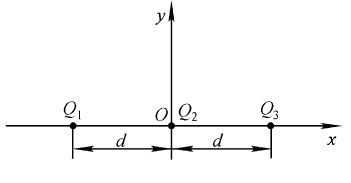 y
Q₁ O Q₂ Q₃
x
d d